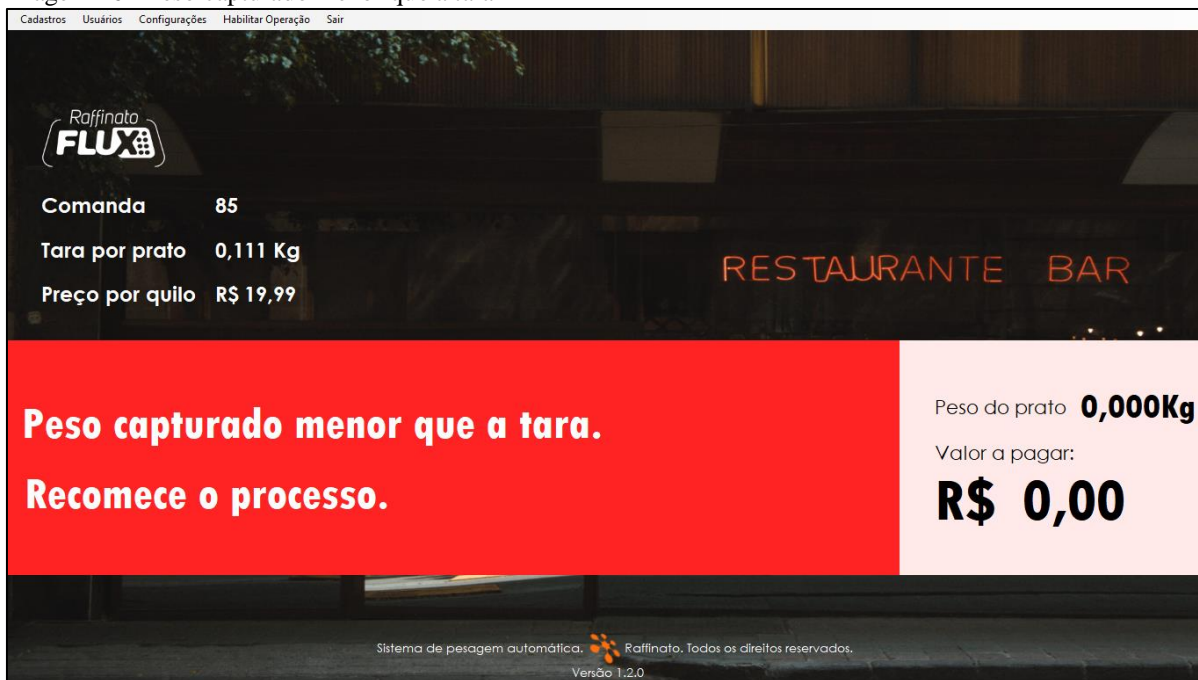 Cadastros Usuários Configurações Habilitar Operação Sair
Raffinato
FLUX
Comanda 85
Tara por prato 0,111 Kg
Preço por quilo R$ 19,99
RESTAURANTE BAR
Peso capturado menor que a tara.
Recomece o processo.
Peso do prato 0,000Kg
Valor a pagar:
R$ 0,00
Sistema de pesagem automática. Raffinato. Todos os direitos reservados.
Versão 1.2.0